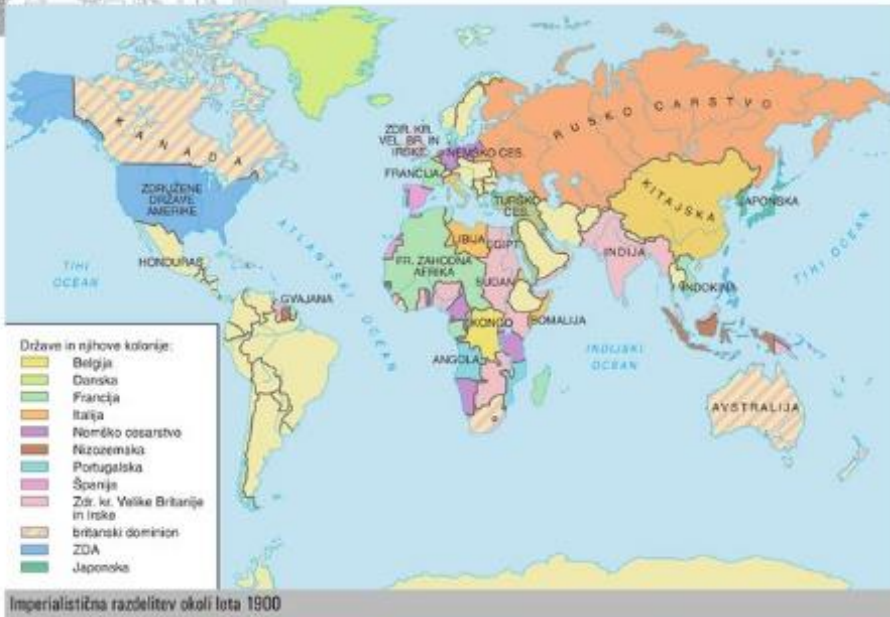 KANADA
ZDRUŽENE
DRŽAVE
AMERIKE
HONDURAS
GVAJANA
TIHI
OCEAN
ATLANTSKI OCEAN
ZDR. KR.
VEL. BR. IN
IRSKE
NEMŠKO CES.
FRANCIJA
TURŠKO
CES.
RUSKO CARSTVO
KITAJSKA
JAPONSKA
INDIJA
INDOKINA
LIBIJA
EGIPT
FR. ZAHODNA
AFRIKA
SUDAN
KONGO
SOMALIJA
ANGOLA
INDIJSKI
OCEAN
TIHI OCEAN
AVSTRALIJA
Države in njihove kolonije:
Belgija
Danska
Francija
Italija
Nemško cesarstvo
Nizozemska
Portugalska
Španija
Zdr. kr. Velike Britanije
in Irske
britanski dominion
ZDA
Japonska
Imperialistična razdelitev okoli leta 1900